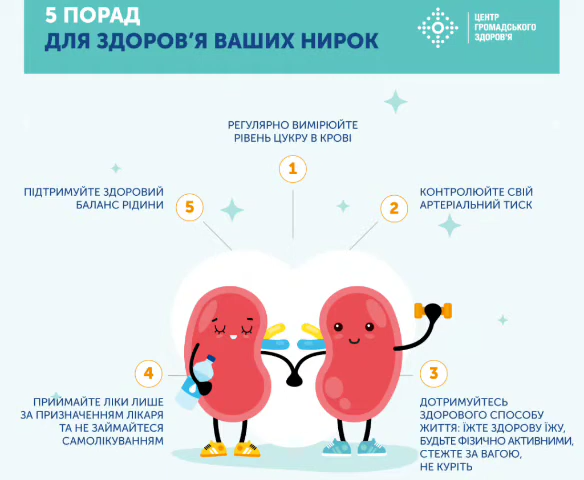 5 ПОРАД
ДЛЯ ЗДОРОВ'Я ВАШИХ НИРОК
ЦЕНТР
ГРОМАДСЬКОГО
ЗДОРОВ'Я
РЕГУЛЯРНО ВИМІРЮЙТЕ
РІВЕНЬ ЦУКРУ В КРОВІ
1
2
КОНТРОЛЮЙТЕ СВІЙ
АРТЕРІАЛЬНИЙ ТИСК
3
ДОТРИМУЙТЕСЬ
ЗДОРОВОГО СПОСОБУ
ЖИТТЯ: ЇЖТЕ ЗДОРОВУ ЇЖУ,
БУДЬТЕ ФІЗИЧНО АКТИВНИМИ,
СТЕЖТЕ ЗА ВАГОЮ,
НЕ КУРІТЬ
4
ПРИЙМАЙТЕ ЛІКИ ЛИШЕ
ЗА ПРИЗНАЧЕННЯМ ЛІКАРЯ
ТА НЕ ЗАЙМАЙТЕСЯ
САМОЛІКУВАННЯМ
ПІДТРИМУЙТЕ ЗДОРОВИЙ
БАЛАНС РІДИНИ
5